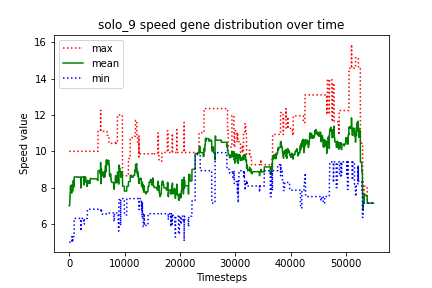 solo_9 speed gene distribution over time
max
mean
min
Speed value
16
14
12
10
8
6
0
10000
20000
30000
40000
50000
Timesteps